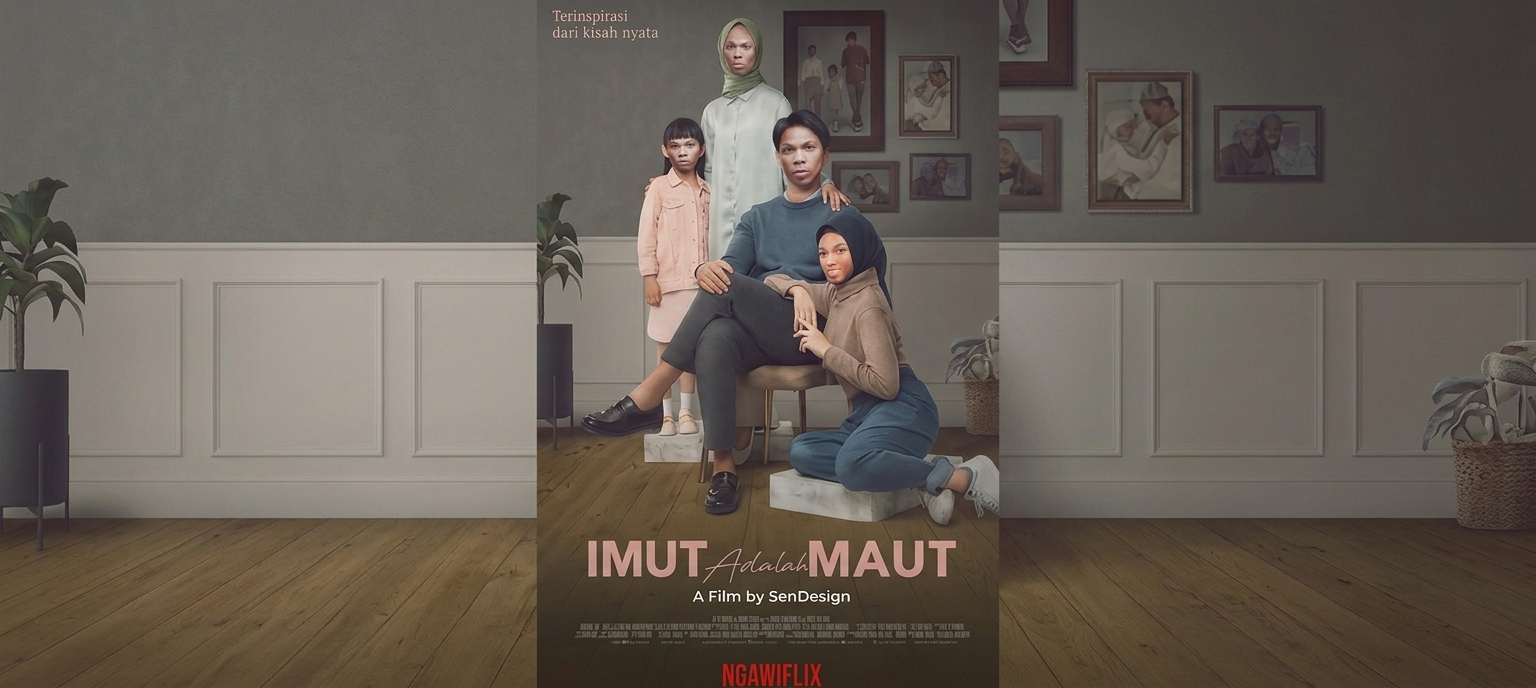 Terinspirasi
dari kisah nyata
IMUT Adalah MAUT
A Film by SenDesign
NGAWIFLIX